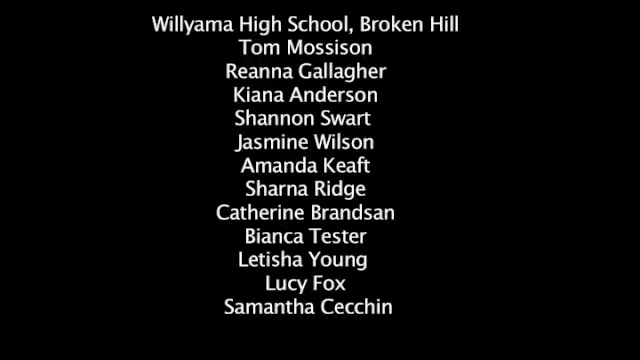 Willyama High School, Broken Hill
Tom Mossison
Reanna Gallagher
Kiana Anderson
Shannon Swart
Jasmine Wilson
Amanda Keaft
Sharna Ridge
Catherine Brandsan
Bianca Tester
Letisha Young
Lucy Fox
Samantha Cecchin